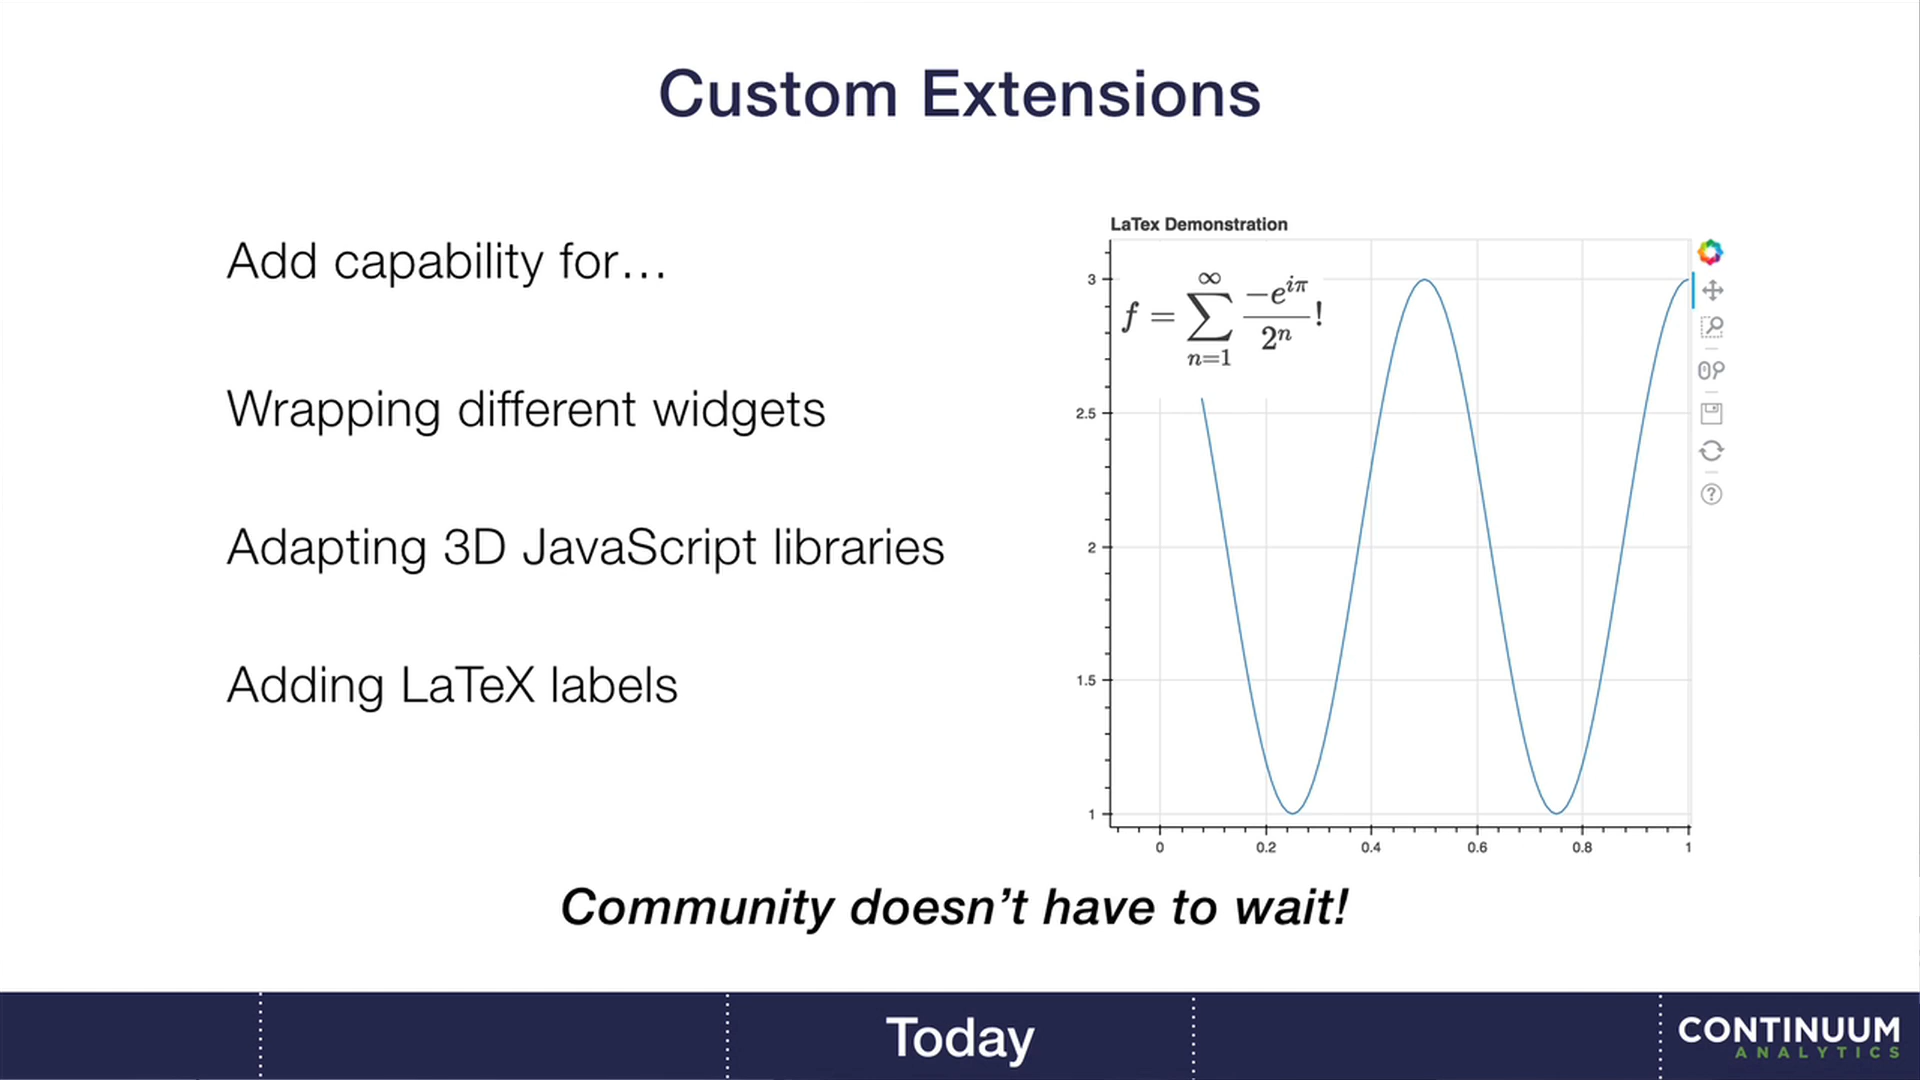 Custom Extensions
Add capability for...
Wrapping different widgets
Adapting 3D JavaScript libraries
Adding LaTeX labels
LaTex Demonstration
f = ∑_{n=1}^{∞} \frac{-e^{iπ}}{2^n}!
3
2.5
2
1.5
1
0 0.2 0.4 0.6 0.8 1
Community doesn't have to wait!
Today
CONTINUUM
ANALYTICS